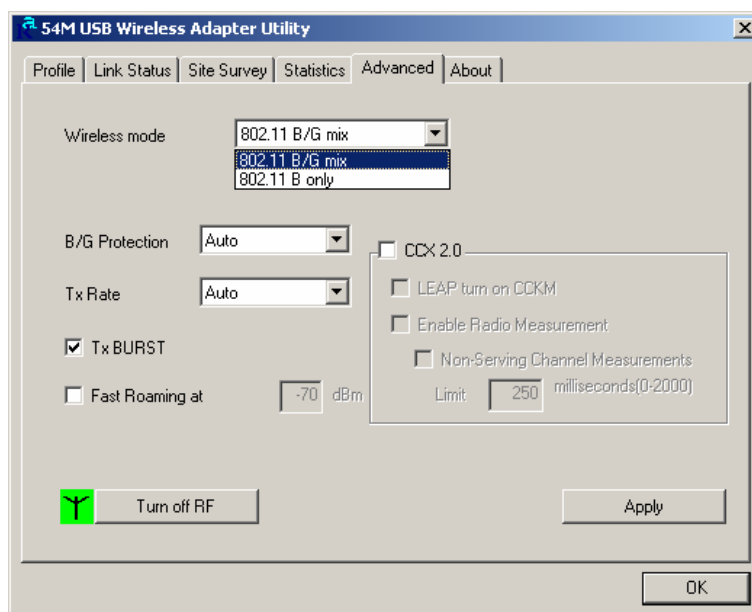 54M USB Wireless Adapter Utility
Profile Link Status Site Survey Statistics Advanced About
Wireless mode 802.11 B/G mix
802.11 B/G mix
802.11 B only
B/G Protection Auto
CCX 2.0
Tx Rate Auto
LEAP turn on CCKM
Enable Radio Measurement
Tx BURST
Non-Serving Channel Measurements
Fast Roaming at -70 dBm
Limit 250 milliseconds(0-2000)
Turn off RF Apply
OK